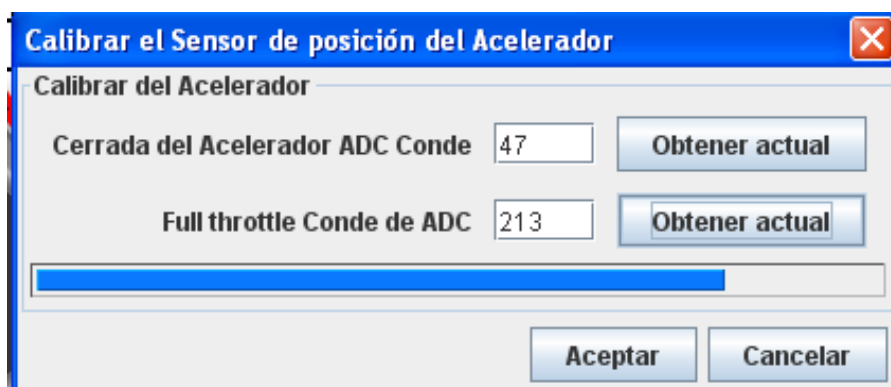 Calibrar el Sensor de posición del Acelerador
Calibrar del Acelerador
Cerrada del Acelerador ADC Conde 47 Obtener actual
Full throttle Conde de ADC 213 Obtener actual
Aceptar Cancelar